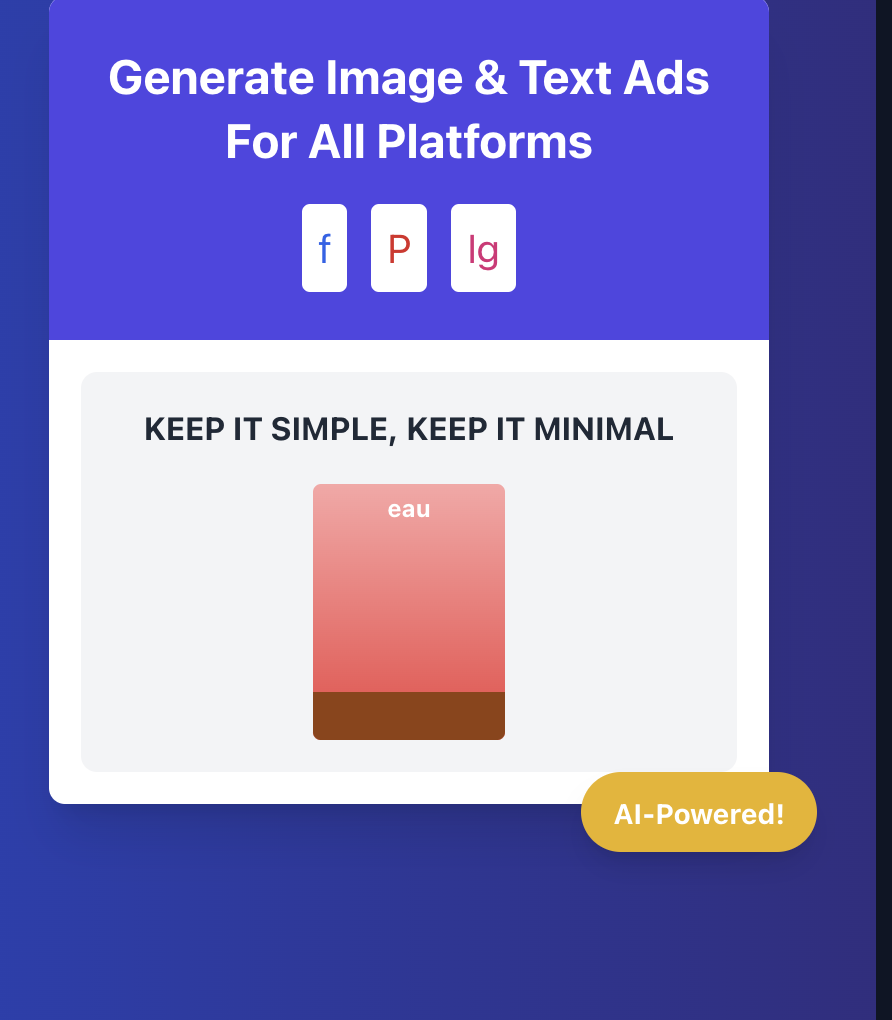 Generate Image & Text Ads
For All Platforms
f P Ig
KEEP IT SIMPLE, KEEP IT MINIMAL
eau
AI-Powered!